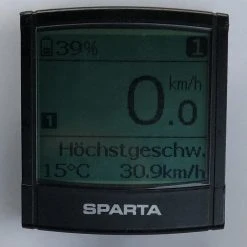 39% 1
km/h
0.0
1
Höchstgeschw.
15°C 30.9km/h
SPARTA